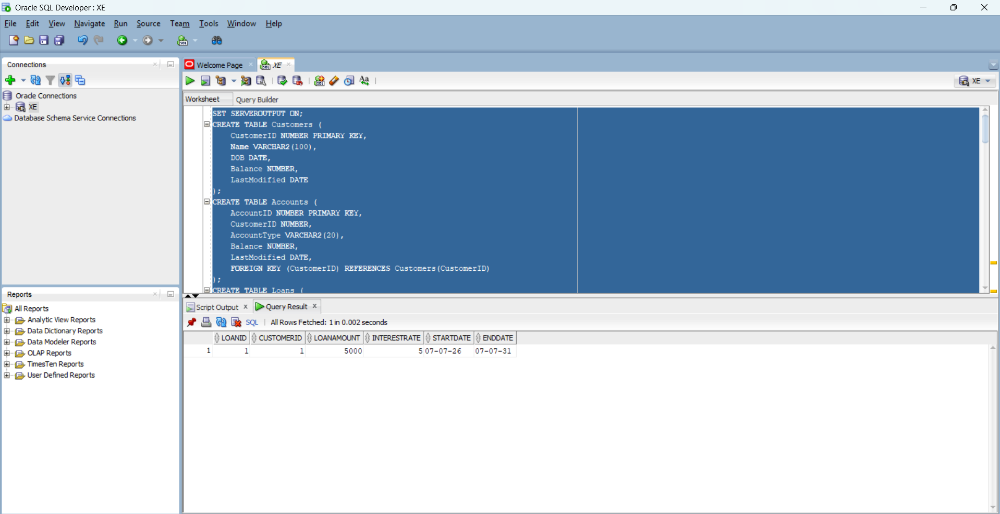 Oracle SQL Developer : XE
File Edit View Navigate Run Source Team Tools Window Help
Connections
Oracle Connections
XE
Database Schema Service Connections
Reports
All Reports
Analytic View Reports
Data Dictionary Reports
Data Modeler Reports
OLAP Reports
TimesTen Reports
User Defined Reports
Welcome Page
XE
XE
Worksheet Query Builder
SET SERVEROUTPUT ON;
CREATE TABLE Customers (
CustomerID NUMBER PRIMARY KEY,
Name VARCHAR2(100),
DOB DATE,
Balance NUMBER,
LastModified DATE
);
CREATE TABLE Accounts (
AccountID NUMBER PRIMARY KEY,
CustomerID NUMBER,
AccountType VARCHAR2(20),
Balance NUMBER,
LastModified DATE,
FOREIGN KEY (CustomerID) REFERENCES Customers(CustomerID)
);
CREATE TABLE Loans (
Script Output Query Result
SQL All Rows Fetched: 1 in 0.002 seconds
LOANID CUSTOMERID LOANAMOUNT INTERESTRATE STARTDATE ENDDATE
1 1 1 5000 5 07-07-26 07-07-31